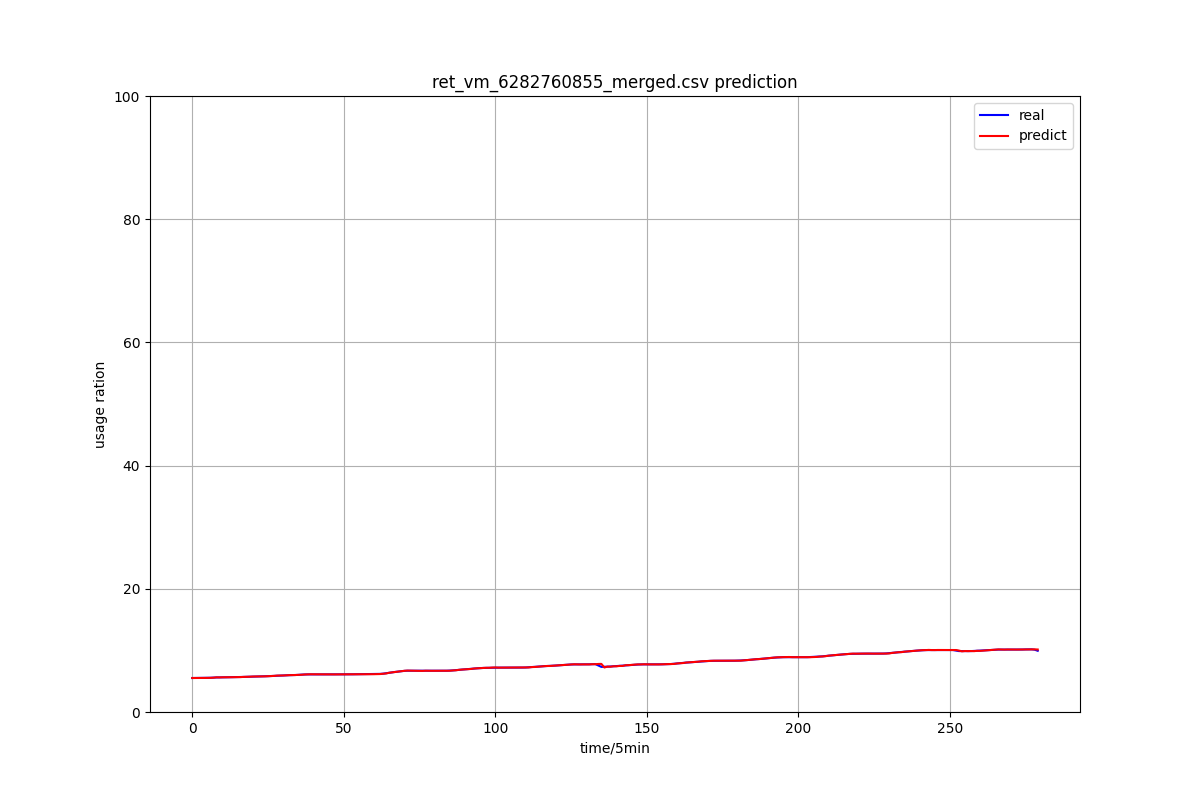 ret_vm_6282760855_merged.csv prediction
100
80
60
40
20
0
usage ration
real
predict
0 50 100 150 200 250
time/5min